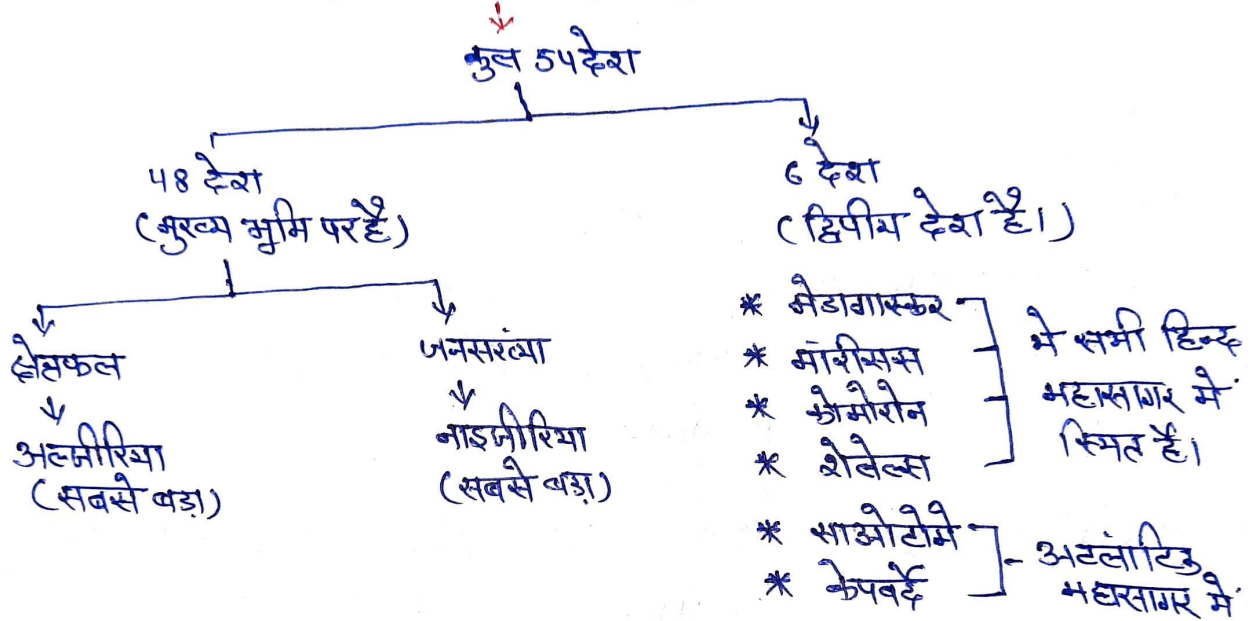 कुल 54 देश
48 देश
(मुख्य भूमि पर है)
6 देश
(द्विपीय देश है।)
क्षेत्रफल
अल्जीरिया
(सबसे बड़ा)
जनसंख्या
नाइजीरिया
(सबसे बड़ा)
* मेडागास्कर
* मॉरीसस
* कोमोरोन
* शेसेल्स
ये सभी हिन्द
महासागर में
स्थित है।
* साओटोमे
* केपवर्दे
अटलांटिक
महासागर में